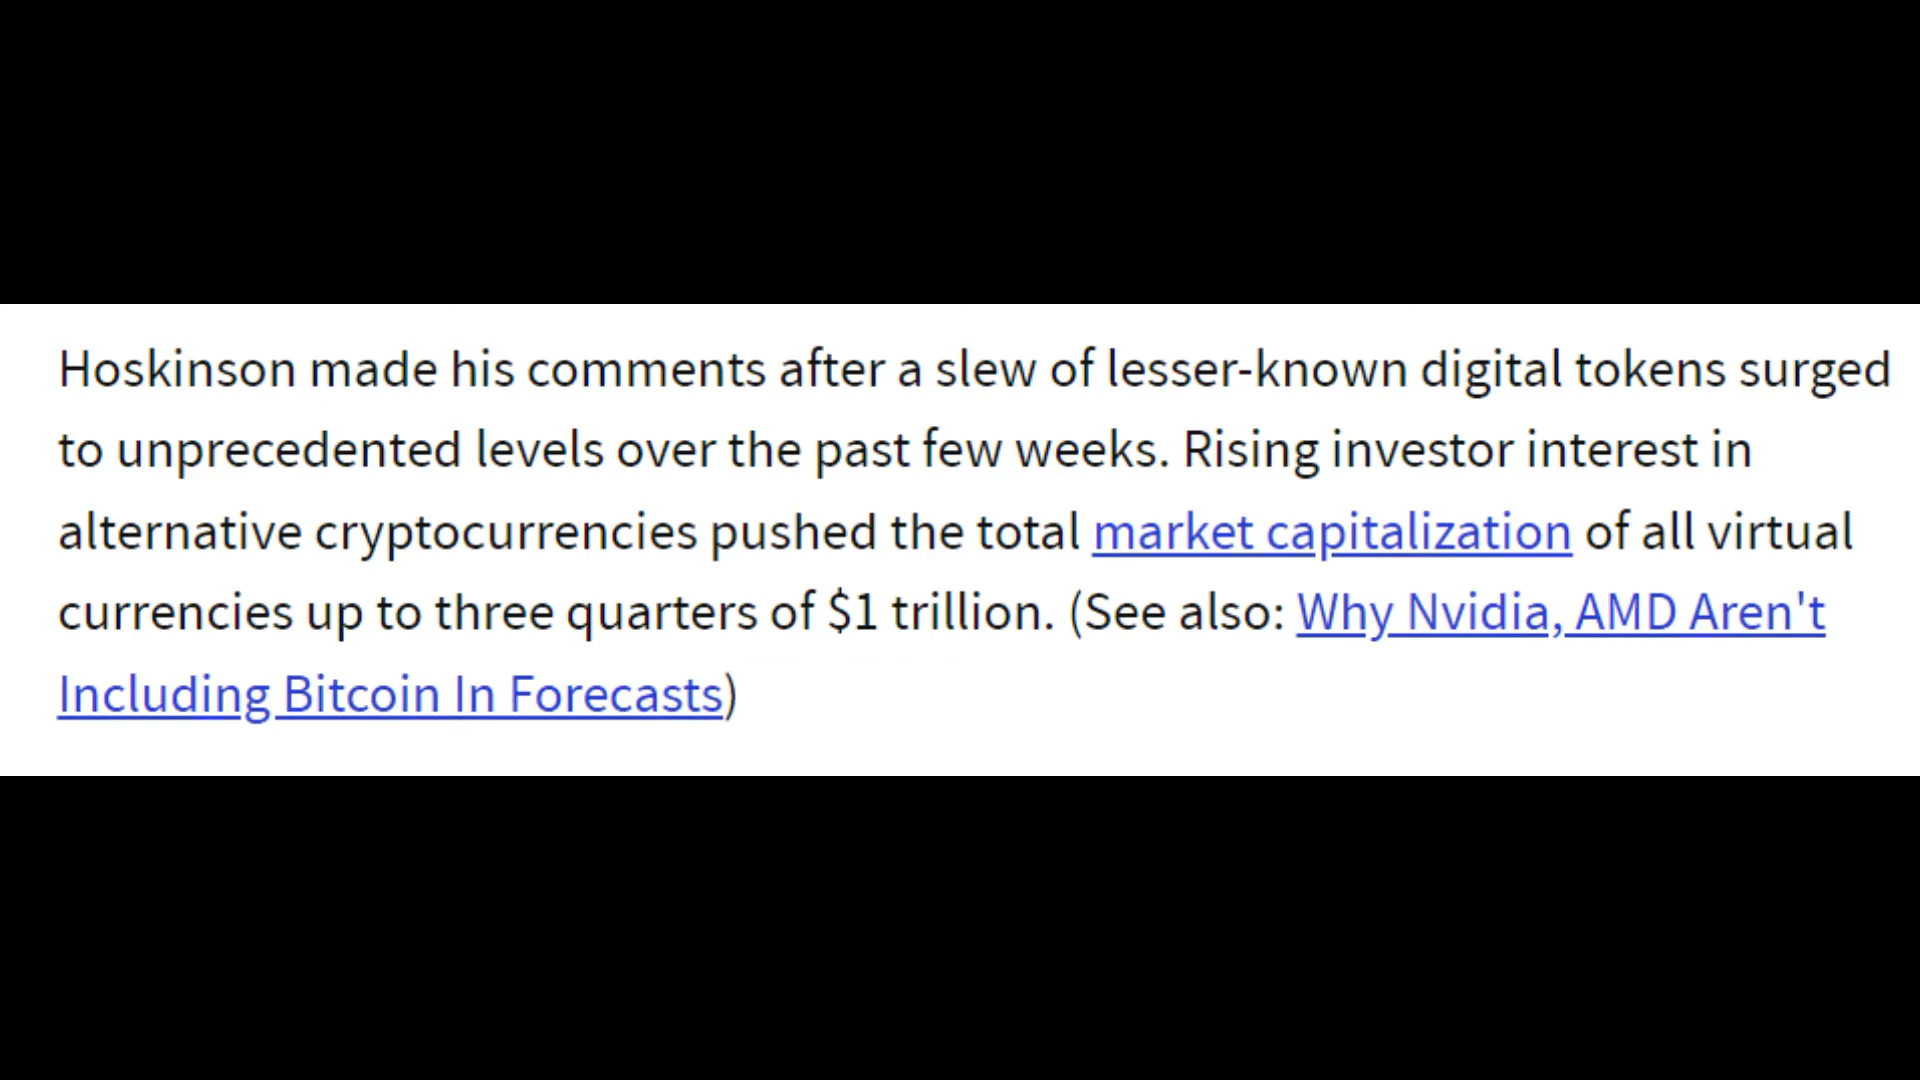 Hoskinson made his comments after a slew of lesser-known digital tokens surged
to unprecedented levels over the past few weeks. Rising investor interest in
alternative cryptocurrencies pushed the total market capitalization of all virtual
currencies up to three quarters of $1 trillion. (See also: Why Nvidia, AMD Aren't
Including Bitcoin In Forecasts)